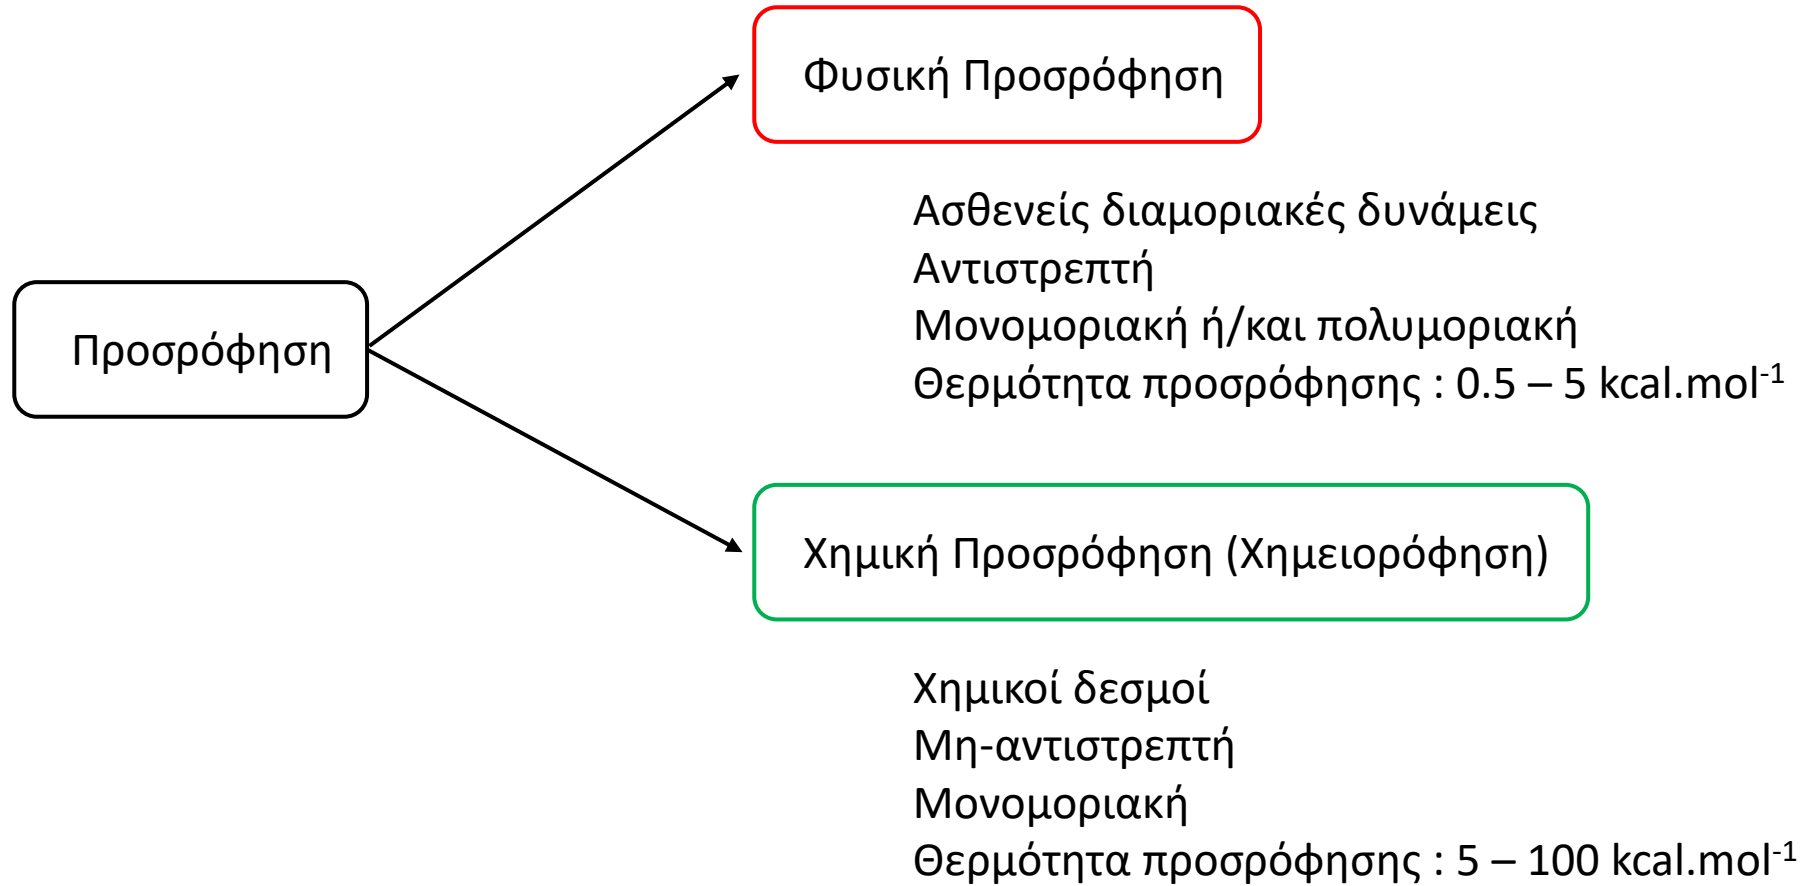 Φυσική Προσρόφηση
Ασθενείς διαμοριακές δυνάμεις
Αντιστρεπτή
Μονομοριακή ή/και πολυμοριακή
Θερμότητα προσρόφησης : 0.5 – 5 kcal.mol⁻¹
Προσρόφηση
Χημική Προσρόφηση (Χημειορόφηση)
Χημικοί δεσμοί
Μη-αντιστρεπτή
Μονομοριακή
Θερμότητα προσρόφησης : 5 – 100 kcal.mol⁻¹